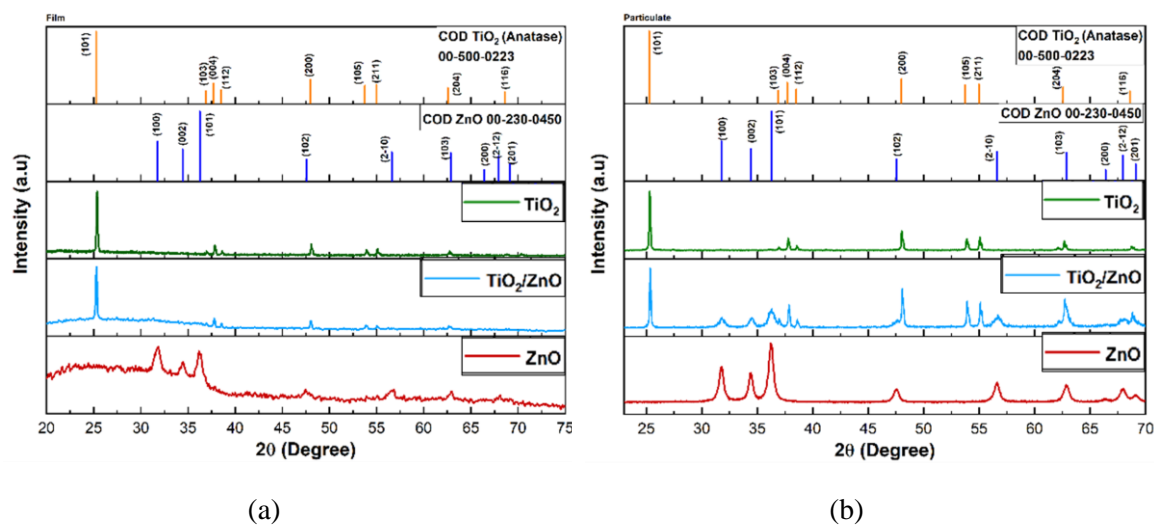 Film
COD TiO2 (Anatase)
00-500-0223
(101)
(103)
(004)
(112)
(200)
(105)
(211)
(204)
(116)
COD ZnO 00-230-0450
(100)
(002)
(101)
(102)
(2-10)
(103)
(200)
(2-12)
(201)
TiO2
TiO2/ZnO
ZnO
Intensity (a.u)
20 25 30 35 40 45 50 55 60 65 70 75
2θ (Degree)
(a)
Particulate
COD TiO2 (Anatase)
00-500-0223
(101)
(103)
(004)
(112)
(200)
(105)
(211)
(204)
(116)
COD ZnO 00-230-0450
(100)
(002)
(101)
(102)
(2-10)
(103)
(200)
(2-12)
(201)
TiO2
TiO2/ZnO
ZnO
Intensity (a.u)
25 30 35 40 45 50 55 60 65 70
2θ (Degree)
(b)